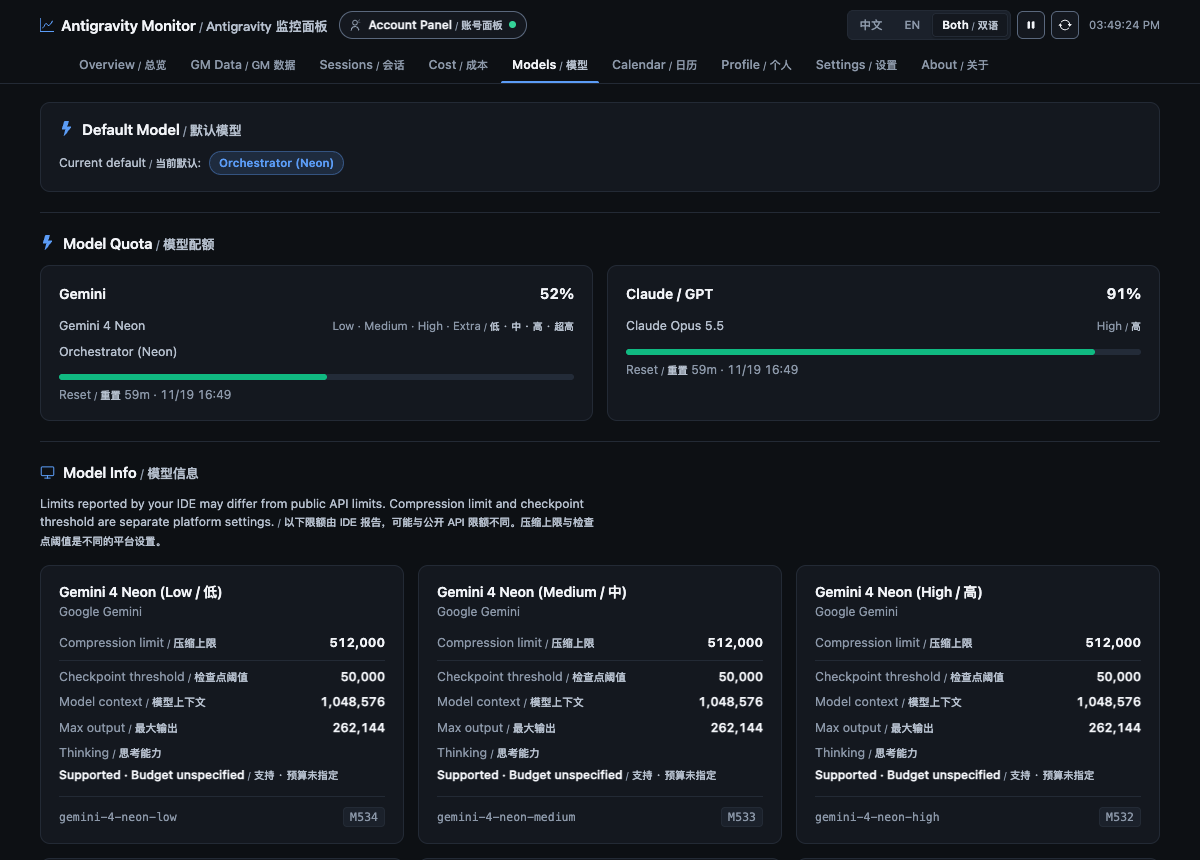 Antigravity Monitor / Antigravity 监控面板
Account Panel / 账号面板
中文 EN Both / 双语
03:49:24 PM
Overview / 总览 GM Data / GM 数据 Sessions / 会话 Cost / 成本 Models / 模型 Calendar / 日历 Profile / 个人 Settings / 设置 About / 关于
Default Model / 默认模型
Current default / 当前默认: Orchestrator (Neon)
Model Quota / 模型配额
Gemini 52%
Gemini 4 Neon Low · Medium · High · Extra / 低 · 中 · 高 · 超高
Orchestrator (Neon)
Reset / 重置 59m · 11/19 16:49
Claude / GPT 91%
Claude Opus 5.5 High / 高
Reset / 重置 59m · 11/19 16:49
Model Info / 模型信息
Limits reported by your IDE may differ from public API limits. Compression limit and checkpoint
threshold are separate platform settings. / 以下限额由 IDE 报告，可能与公开 API 限额不同。压缩上限与检查
点阈值是不同的平台设置。
Gemini 4 Neon (Low / 低)
Google Gemini
Compression limit / 压缩上限 512,000
Checkpoint threshold / 检查点阈值 50,000
Model context / 模型上下文 1,048,576
Max output / 最大输出 262,144
Thinking / 思考能力
Supported · Budget unspecified / 支持 · 预算未指定
gemini-4-neon-low M534
Gemini 4 Neon (Medium / 中)
Google Gemini
Compression limit / 压缩上限 512,000
Checkpoint threshold / 检查点阈值 50,000
Model context / 模型上下文 1,048,576
Max output / 最大输出 262,144
Thinking / 思考能力
Supported · Budget unspecified / 支持 · 预算未指定
gemini-4-neon-medium M533
Gemini 4 Neon (High / 高)
Google Gemini
Compression limit / 压缩上限 512,000
Checkpoint threshold / 检查点阈值 50,000
Model context / 模型上下文 1,048,576
Max output / 最大输出 262,144
Thinking / 思考能力
Supported · Budget unspecified / 支持 · 预算未指定
gemini-4-neon-high M532